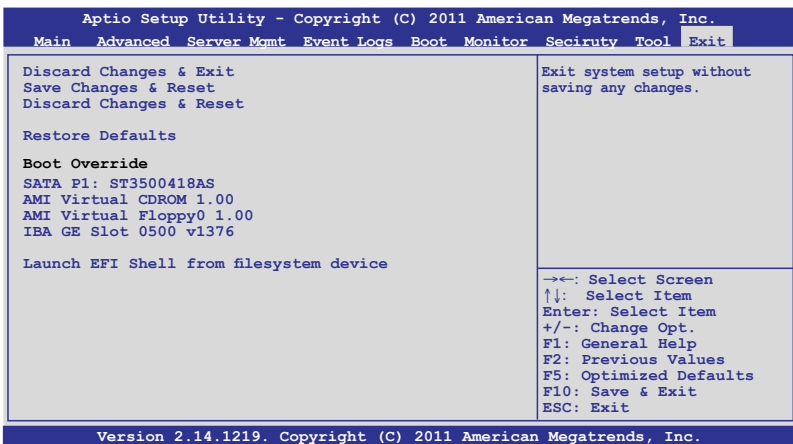 Aptio Setup Utility - Copyright (C) 2011 American Megatrends, Inc.
Main Advanced Server Mgmt Event Logs Boot Monitor Seciruty Tool Exit
Discard Changes & Exit
Save Changes & Reset
Discard Changes & Reset
Restore Defaults
Boot Override
SATA P1: ST3500418AS
AMI Virtual CDROM 1.00
AMI Virtual Floppy0 1.00
IBA GE Slot 0500 v1376
Launch EFI Shell from filesystem device
Exit system setup without
saving any changes.
→←: Select Screen
↑↓: Select Item
Enter: Select Item
+/-: Change Opt.
F1: General Help
F2: Previous Values
F5: Optimized Defaults
F10: Save & Exit
ESC: Exit
Version 2.14.1219. Copyright (C) 2011 American Megatrends, Inc.